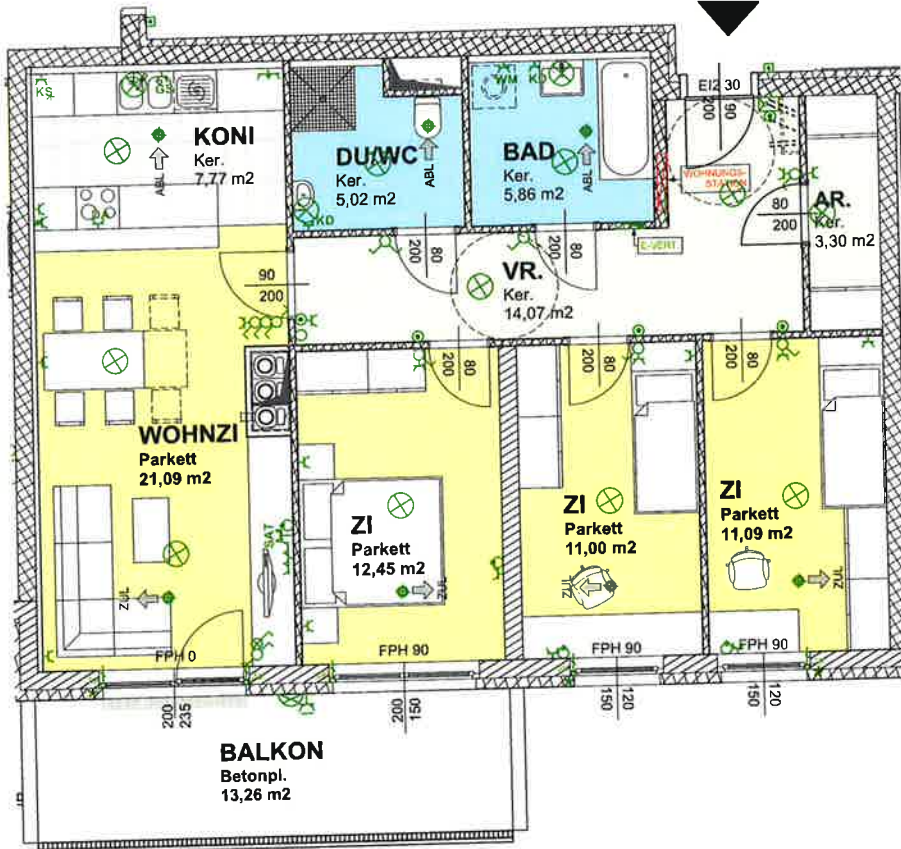 KS
GS
KONI
Ker.
7,77 m2
ABL
DU/WC
Ker.
5,02 m2
ABL
KD
WM
KD
BAD
Ker.
5,86 m2
ABL
EI2 30
90
200
WOHNUNGS-
STATION
E-VERT.
80
200
AR.
Ker.
3,30 m2
VR.
Ker.
14,07 m2
80
200
80
200
90
200
80
200
80
200
80
200
WOHNZI
Parkett
21,09 m2
SAT
ZUL
FPH 0
200
235
ZI
Parkett
12,45 m2
ZUL
FPH 90
200
ZI
Parkett
11,00 m2
ZUL
FPH 90
150
120
ZI
Parkett
11,09 m2
ZUL
FPH 90
150
120
BALKON
Betonpl.
13,26 m2